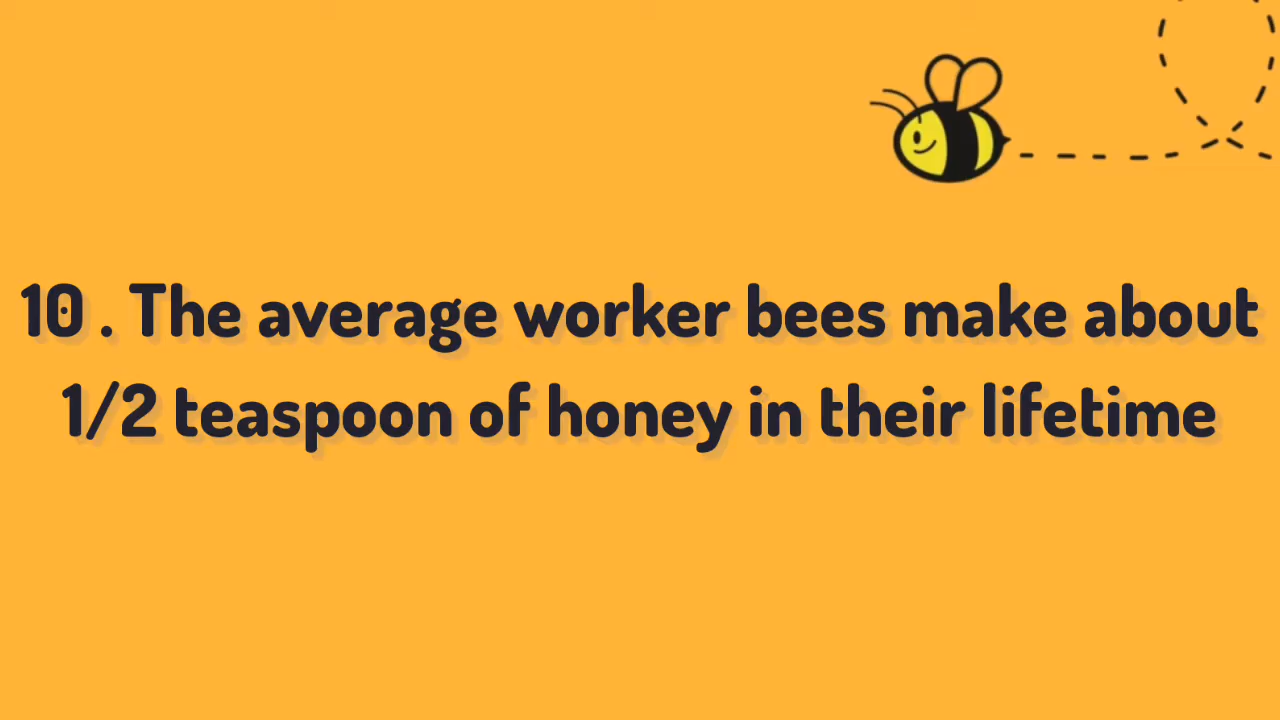 10 . The average worker bees make about
1/2 teaspoon of honey in their lifetime